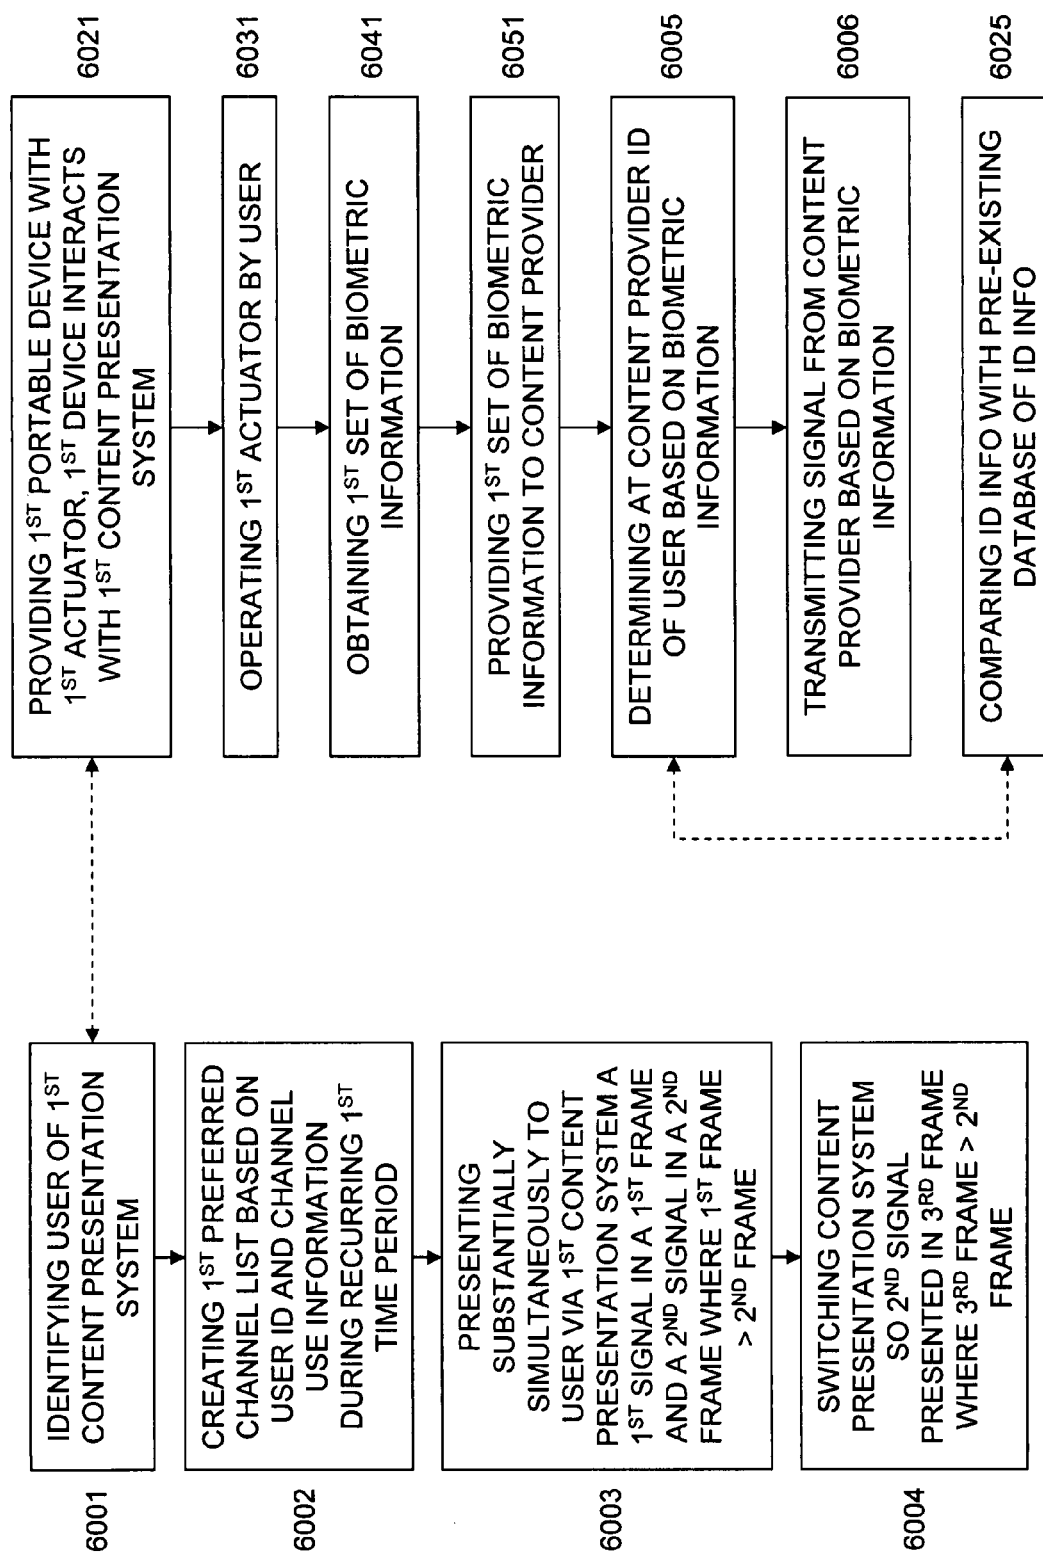 6001
IDENTIFYING USER OF 1ST
CONTENT PRESENTATION
SYSTEM
6002
CREATING 1ST PREFERRED
CHANNEL LIST BASED ON
USER ID AND CHANNEL
USE INFORMATION
DURING RECURRING 1ST
TIME PERIOD
6003
PRESENTING
SUBSTANTIALLY
SIMULTANEOUSLY TO
USER VIA 1ST CONTENT
PRESENTATION SYSTEM A
1ST SIGNAL IN A 1ST FRAME
AND A 2ND SIGNAL IN A 2ND
FRAME WHERE 1ST FRAME
> 2ND FRAME
6004
SWITCHING CONTENT
PRESENTATION SYSTEM
SO 2ND SIGNAL
PRESENTED IN 3RD FRAME
WHERE 3RD FRAME > 2ND
FRAME
PROVIDING 1ST PORTABLE DEVICE WITH
1ST ACTUATOR, 1ST DEVICE INTERACTS
WITH 1ST CONTENT PRESENTATION
SYSTEM
6021
OPERATING 1ST ACTUATOR BY USER
6031
OBTAINING 1ST SET OF BIOMETRIC
INFORMATION
6041
PROVIDING 1ST SET OF BIOMETRIC
INFORMATION TO CONTENT PROVIDER
6051
DETERMINING AT CONTENT PROVIDER ID
OF USER BASED ON BIOMETRIC
INFORMATION
6005
TRANSMITTING SIGNAL FROM CONTENT
PROVIDER BASED ON BIOMETRIC
INFORMATION
6006
COMPARING ID INFO WITH PRE-EXISTING
DATABASE OF ID INFO
6025